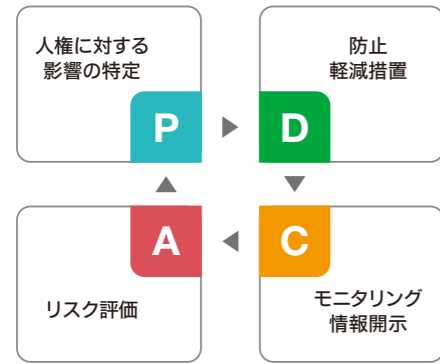 人権に対する
影響の特定
P
防止
軽減措置
D
A
リスク評価
C
モニタリング
情報開示